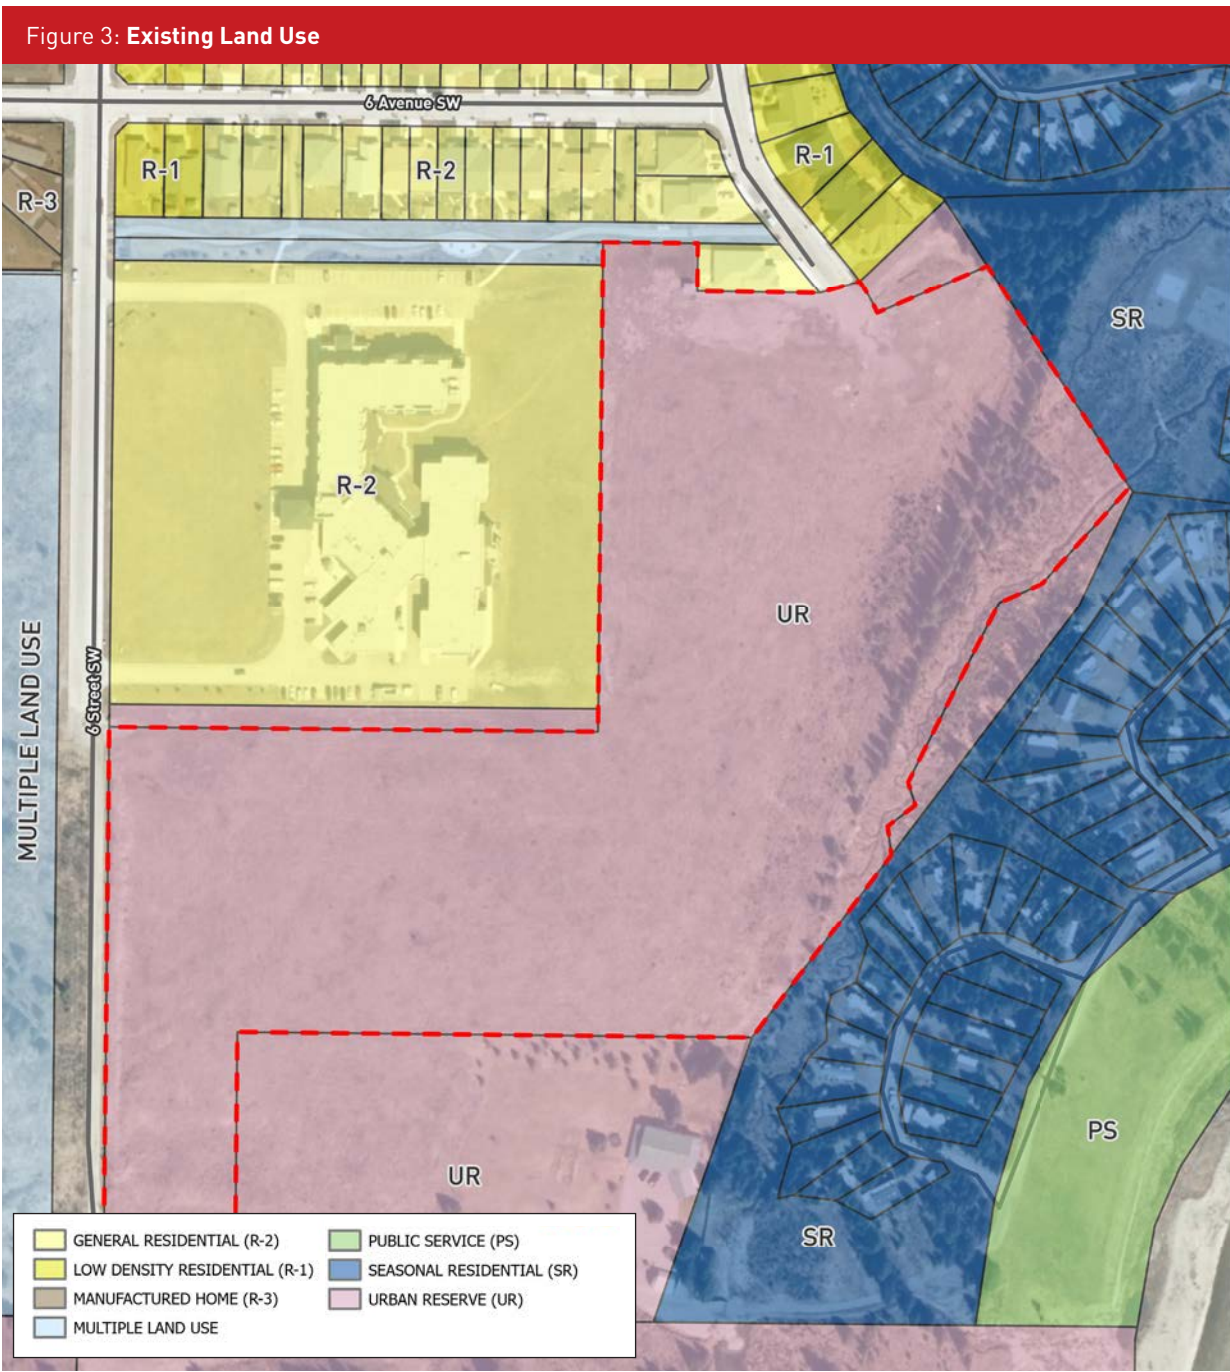 Figure 3: Existing Land Use
6 Avenue SW
R-1
R-2
R-1
R-3
SR
R-2
UR
MULTIPLE LAND USE
6 Street SW
PS
UR
SR
GENERAL RESIDENTIAL (R-2)
LOW DENSITY RESIDENTIAL (R-1)
MANUFACTURED HOME (R-3)
MULTIPLE LAND USE
PUBLIC SERVICE (PS)
SEASONAL RESIDENTIAL (SR)
URBAN RESERVE (UR)